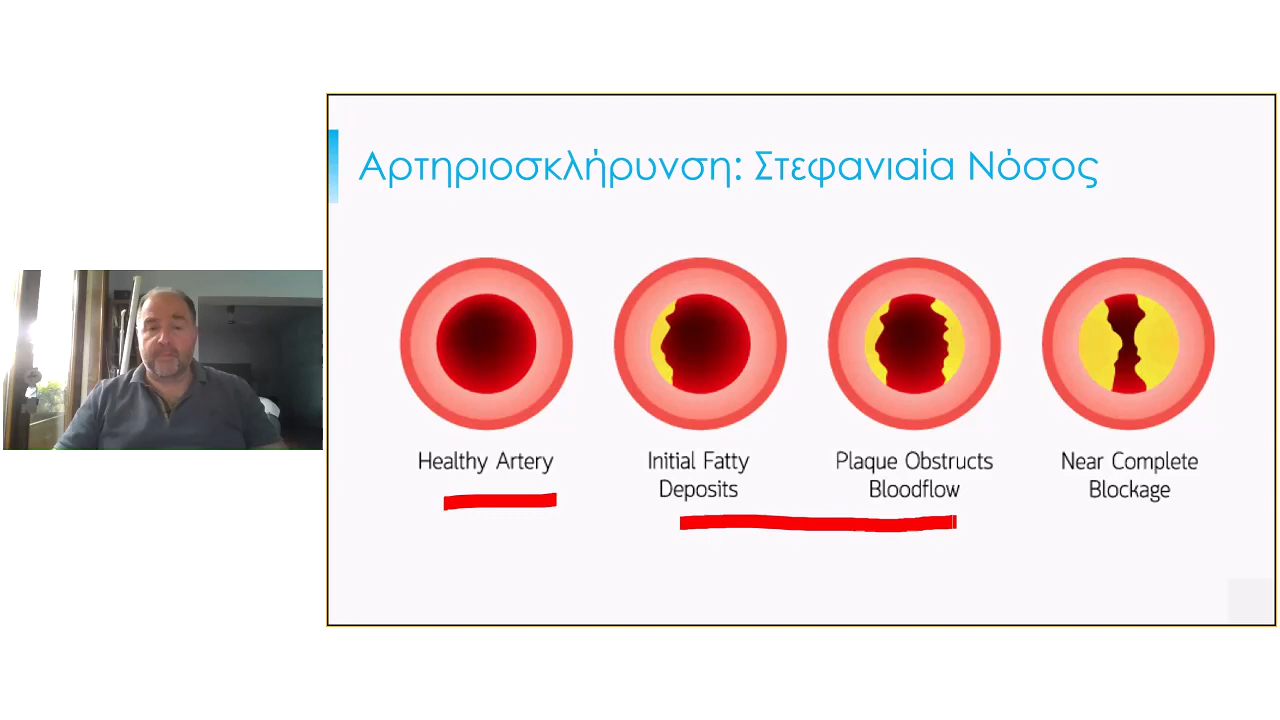 Αρτηριοσκλήρυνση: Στεφανιαία Νόσος
Healthy Artery
Initial Fatty
Deposits
Plaque Obstructs
Bloodflow
Near Complete
Blockage